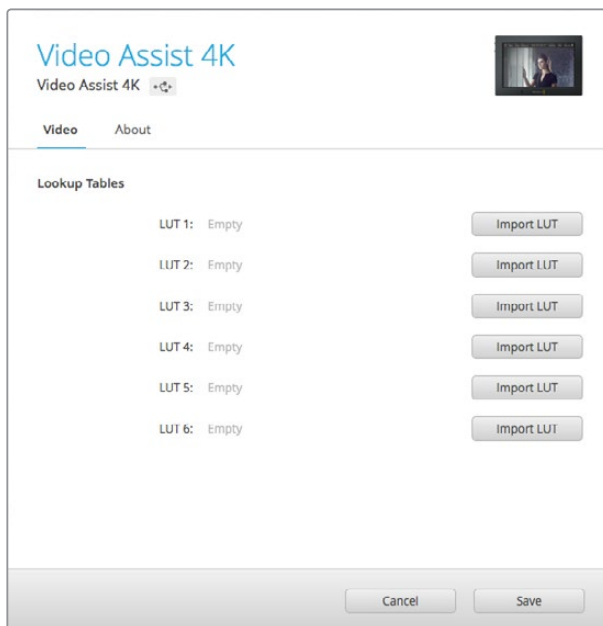 Video Assist 4K
Video Assist 4K
Video About
Lookup Tables
LUT 1: Empty Import LUT
LUT 2: Empty Import LUT
LUT 3: Empty Import LUT
LUT 4: Empty Import LUT
LUT 5: Empty Import LUT
LUT 6: Empty Import LUT
Cancel Save